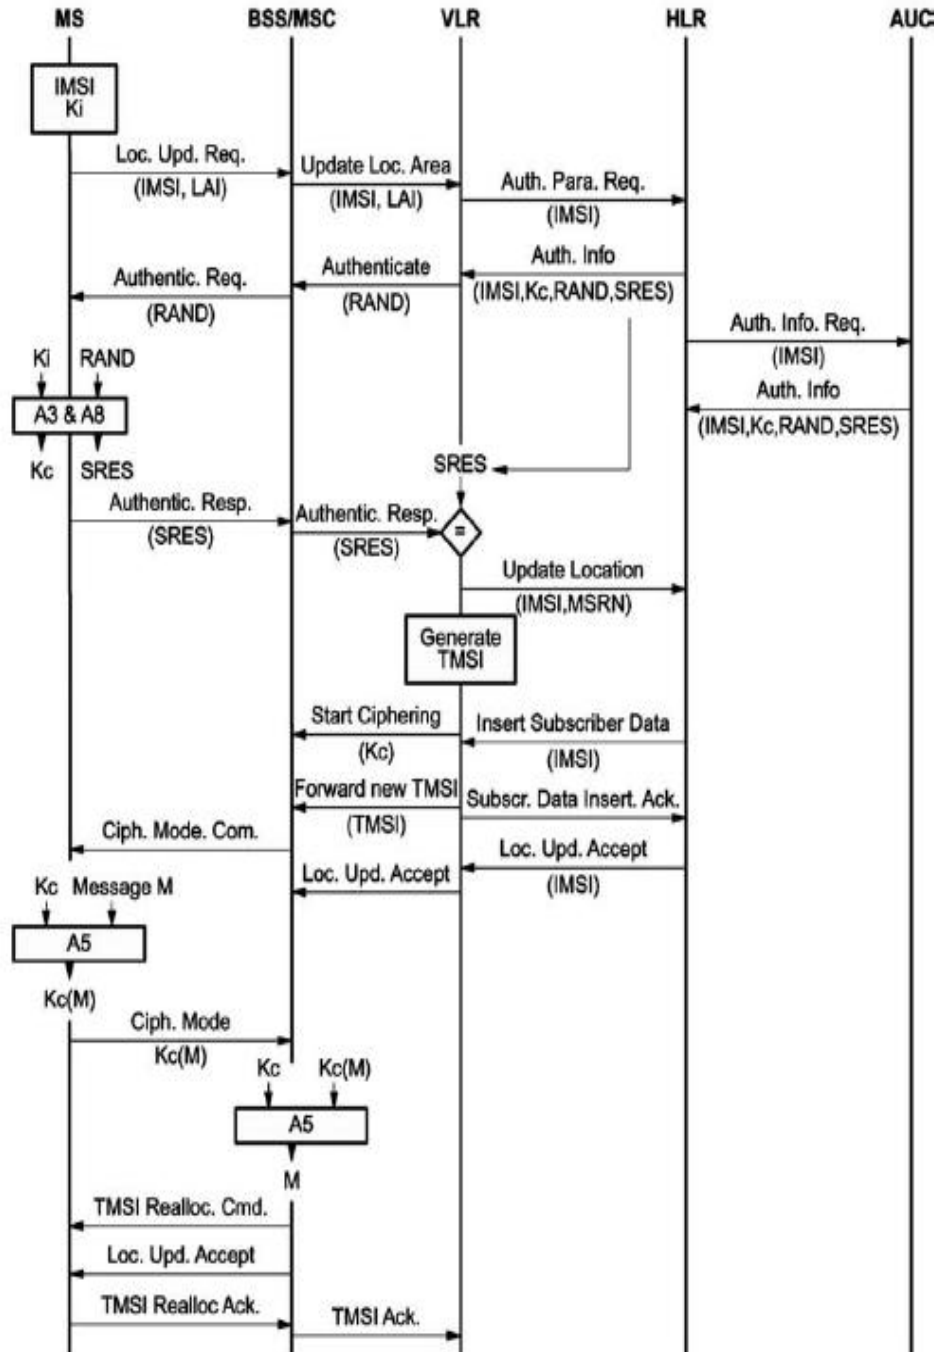 MS BSS/MSC VLR HLR AUC
IMSI
Ki
Loc. Upd. Req.
(IMSI, LAI)
Update Loc. Area
(IMSI, LAI)
Auth. Para. Req.
(IMSI)
Auth. Info
(IMSI,Kc,RAND,SRES)
Authenticate
(RAND)
Authentic. Req.
(RAND)
Auth. Info. Req.
(IMSI)
Auth. Info
(IMSI,Kc,RAND,SRES)
Ki RAND
A3 & A8
Kc SRES
SRES
Authentic. Resp.
(SRES)
Authentic. Resp.
(SRES)
=
Update Location
(IMSI,MSRN)
Generate
TMSI
Start Ciphering
(Kc)
Insert Subscriber Data
(IMSI)
Forward new TMSI
(TMSI)
Subscr. Data Insert. Ack.
Ciph. Mode. Com.
Loc. Upd. Accept
(IMSI)
Loc. Upd. Accept
Kc Message M
A5
Kc(M)
Ciph. Mode
Kc(M)
Kc Kc(M)
A5
M
TMSI Realloc. Cmd.
Loc. Upd. Accept
TMSI Realloc Ack.
TMSI Ack.